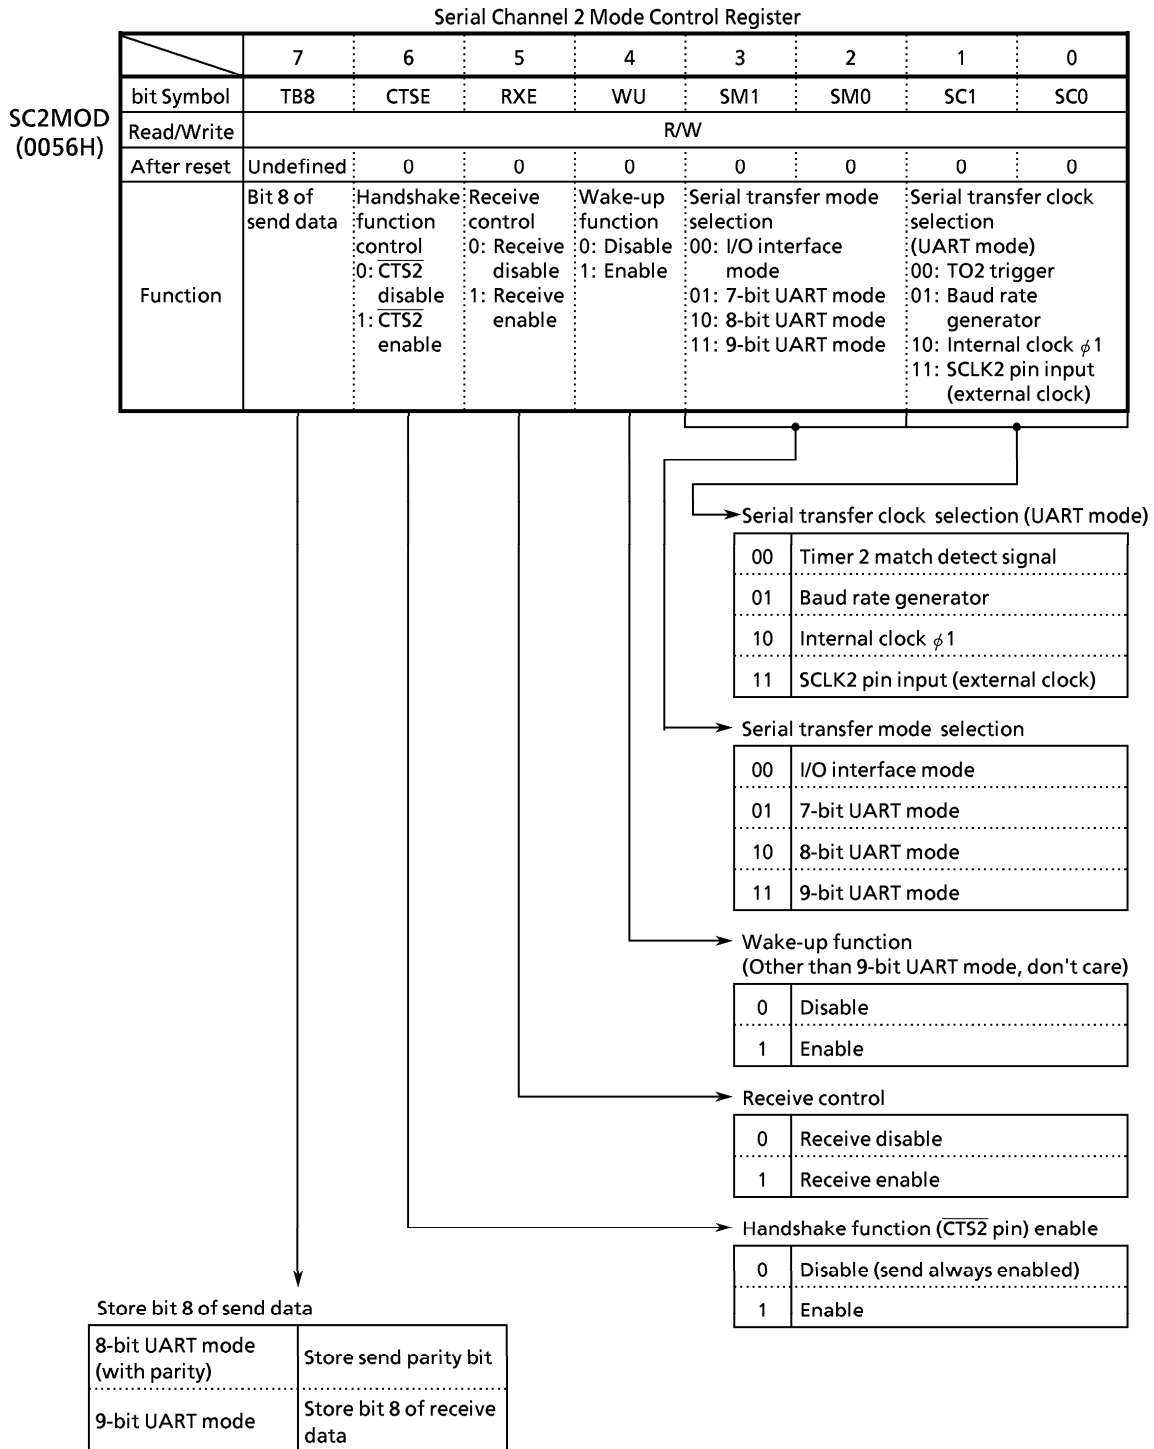 Serial Channel 2 Mode Control Register
7 6 5 4 3 2 1 0
bit Symbol TB8 CTSE RXE WU SM1 SM0 SC1 SC0
SC2MOD
(0056H)
Read/Write R/W
After reset Undefined 0 0 0 0 0 0 0
Function
Bit 8 of
send data
Handshake
function
control
0: C̅T̅S̅2̅
disable
1: C̅T̅S̅2̅
enable
Receive
control
0: Receive
disable
1: Receive
enable
Wake-up
function
0: Disable
1: Enable
Serial transfer mode
selection
00: I/O interface
mode
01: 7-bit UART mode
10: 8-bit UART mode
11: 9-bit UART mode
Serial transfer clock
selection
(UART mode)
00: TO2 trigger
01: Baud rate
generator
10: Internal clock ϕ1
11: SCLK2 pin input
(external clock)
Serial transfer clock selection (UART mode)
00 Timer 2 match detect signal
01 Baud rate generator
10 Internal clock ϕ1
11 SCLK2 pin input (external clock)
Serial transfer mode selection
00 I/O interface mode
01 7-bit UART mode
10 8-bit UART mode
11 9-bit UART mode
Wake-up function
(Other than 9-bit UART mode, don't care)
0 Disable
1 Enable
Receive control
0 Receive disable
1 Receive enable
Handshake function (C̅T̅S̅2̅ pin) enable
0 Disable (send always enabled)
1 Enable
Store bit 8 of send data
8-bit UART mode
(with parity)
Store send parity bit
9-bit UART mode
Store bit 8 of receive
data